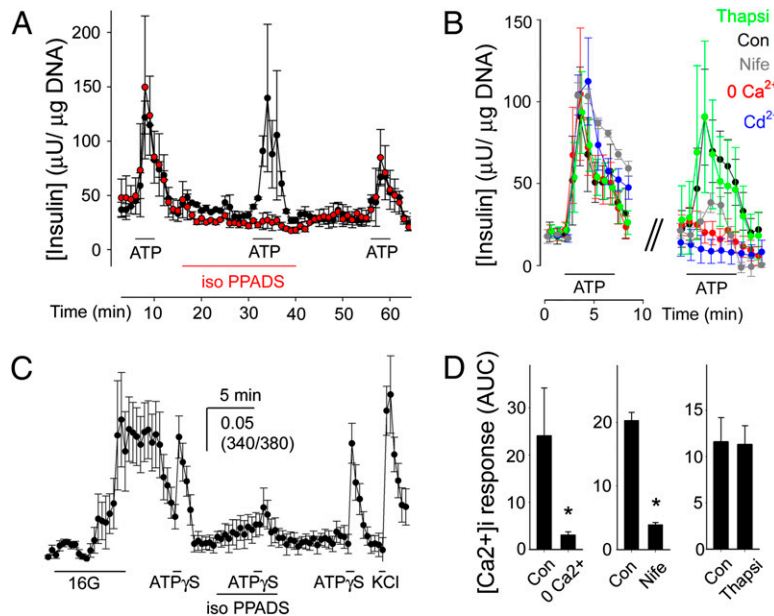 A
[Insulin] (μU/ μg DNA)
200
150
100
50
0
ATP
ATP
ATP
iso PPADS
Time (min)
10
20
30
40
50
60
B
[Insulin] (μU/ μg DNA)
150
100
50
0
Thapsi
Con
Nife
0 Ca²⁺
Cd²⁺
//
ATP
ATP
0
5
10
Time (min)
C
5 min
0.05
(340/380)
16G
ATPγS
ATPγS
ATPγS
KCl
iso PPADS
D
[Ca2+]i response (AUC)
30
20
10
0
*
Con
0 Ca2+
20
10
0
*
Con
Nife
15
10
5
0
Con
Thapsi